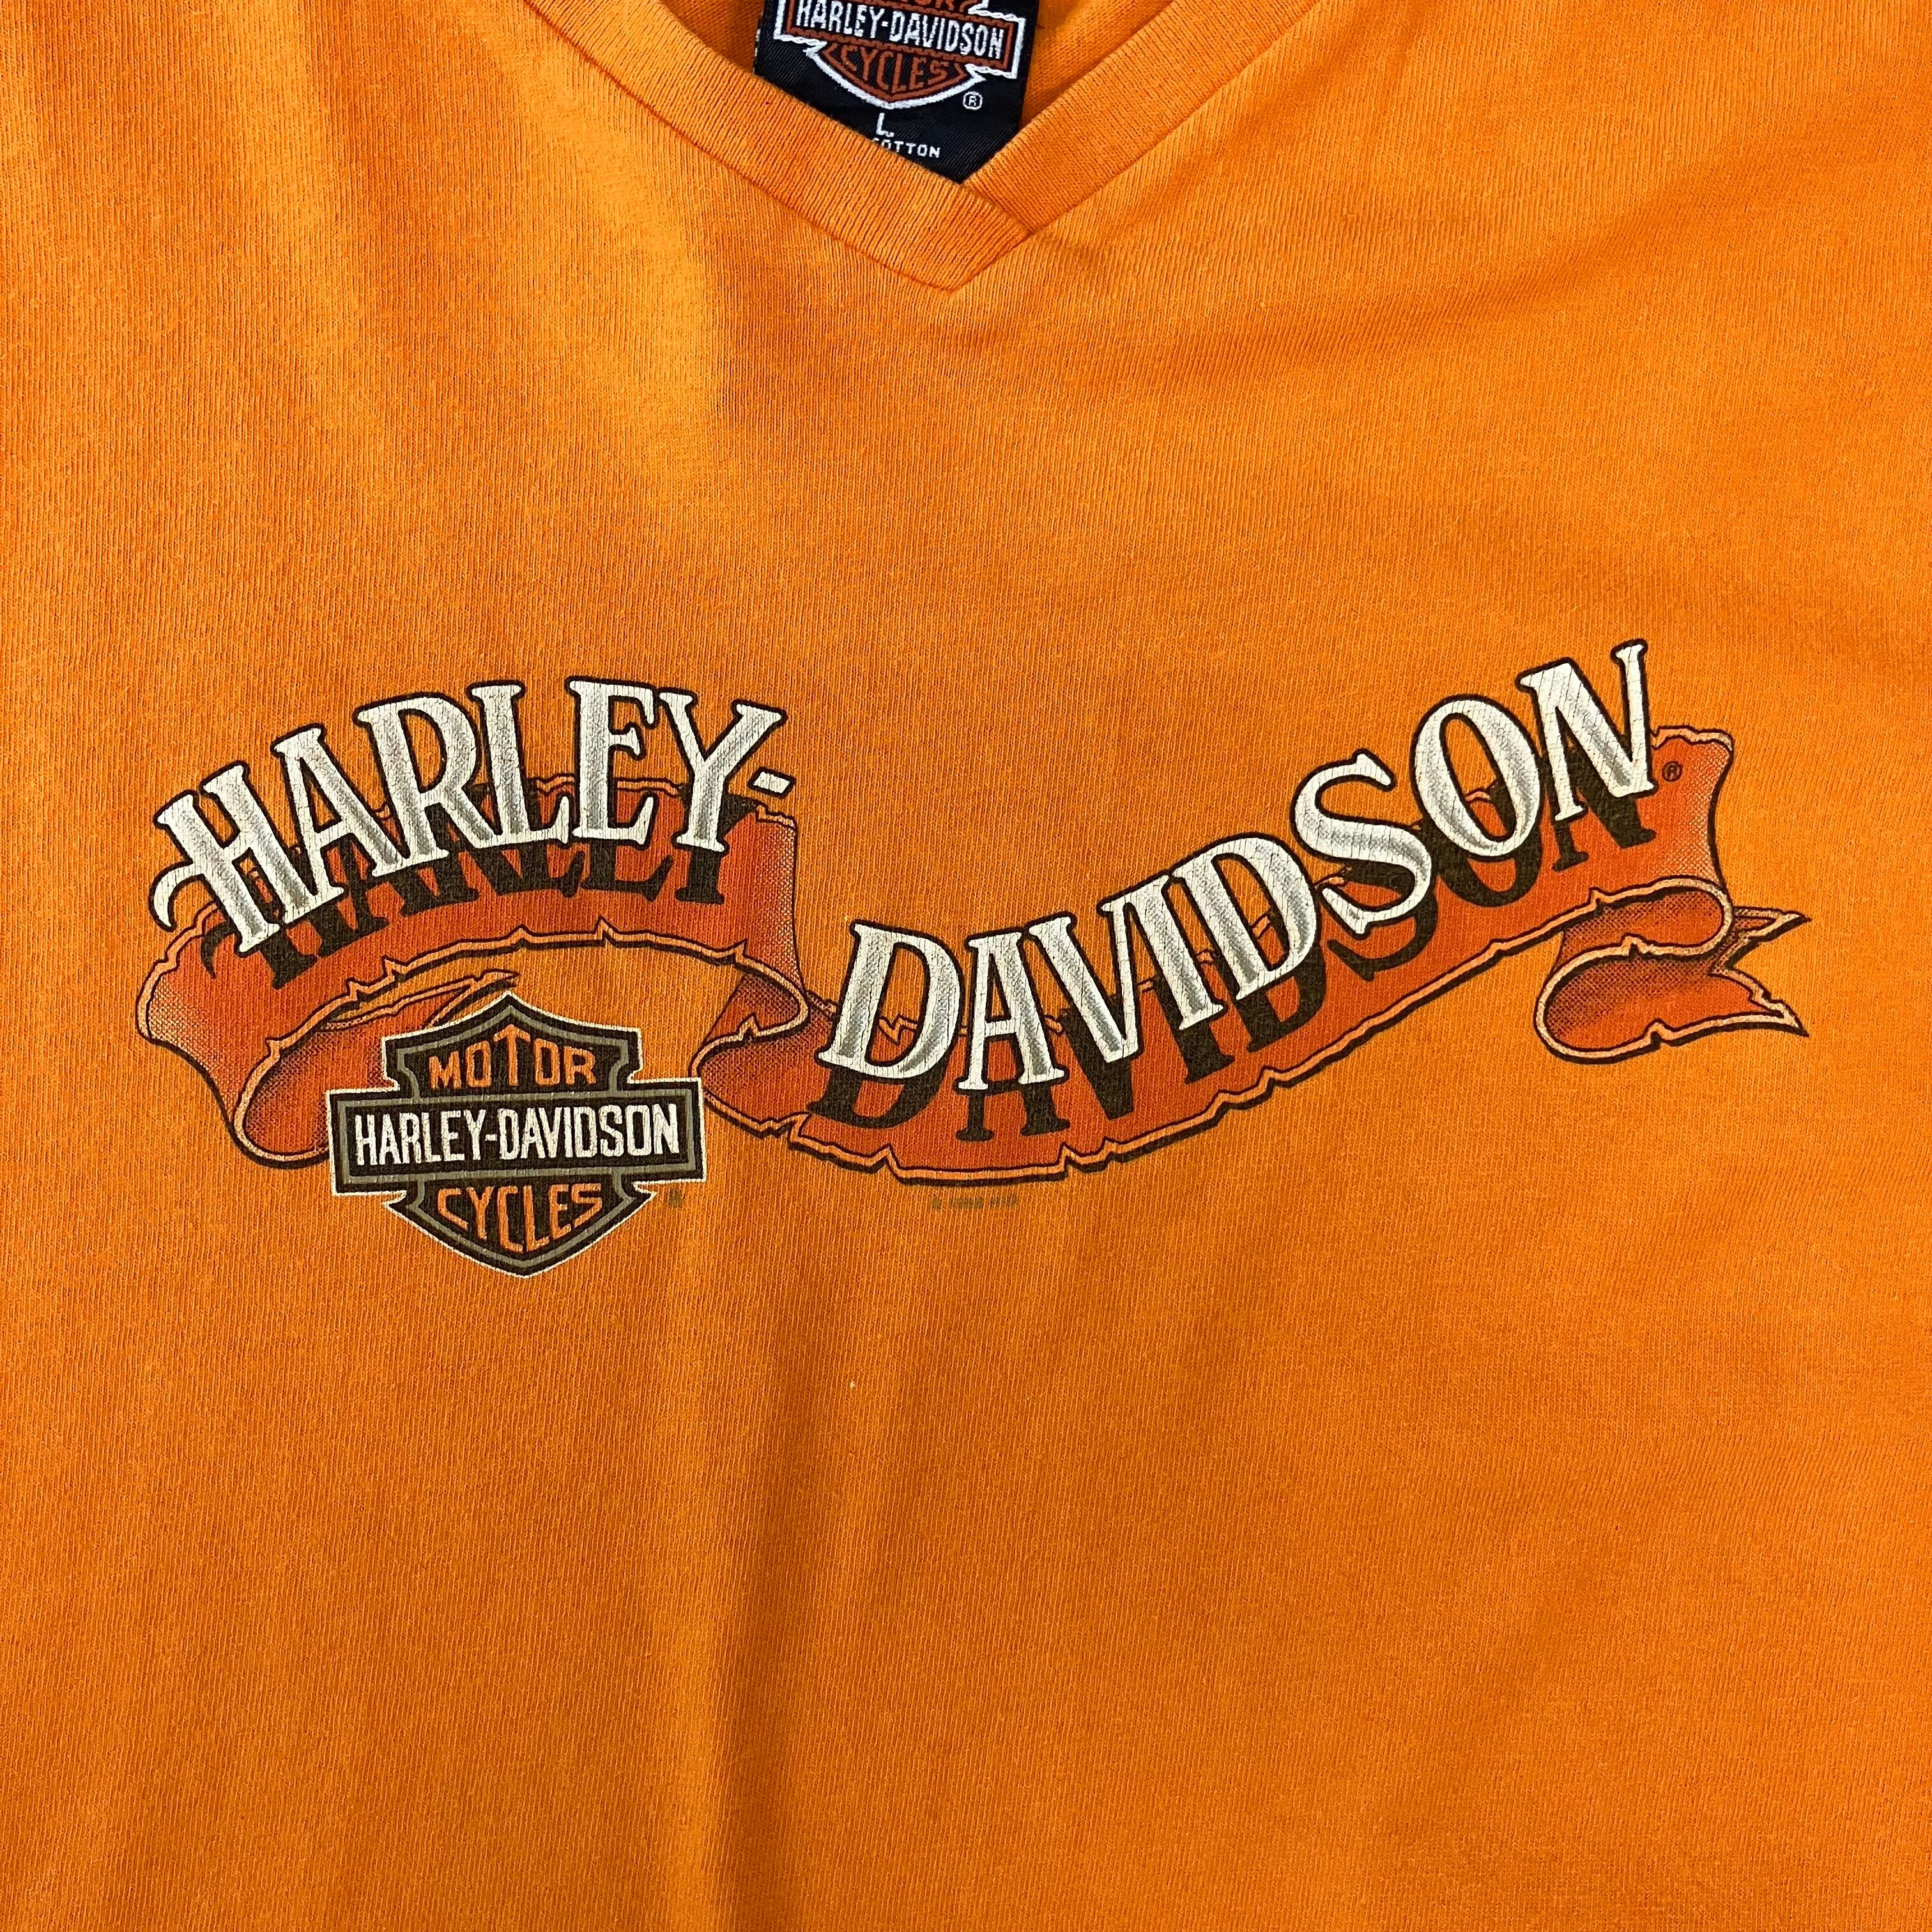 HARLEY-DAVIDSON
CYCLES
®
L
COTTON
HARLEY-
DAVIDSON
®
MOTOR
HARLEY-DAVIDSON
CYCLES